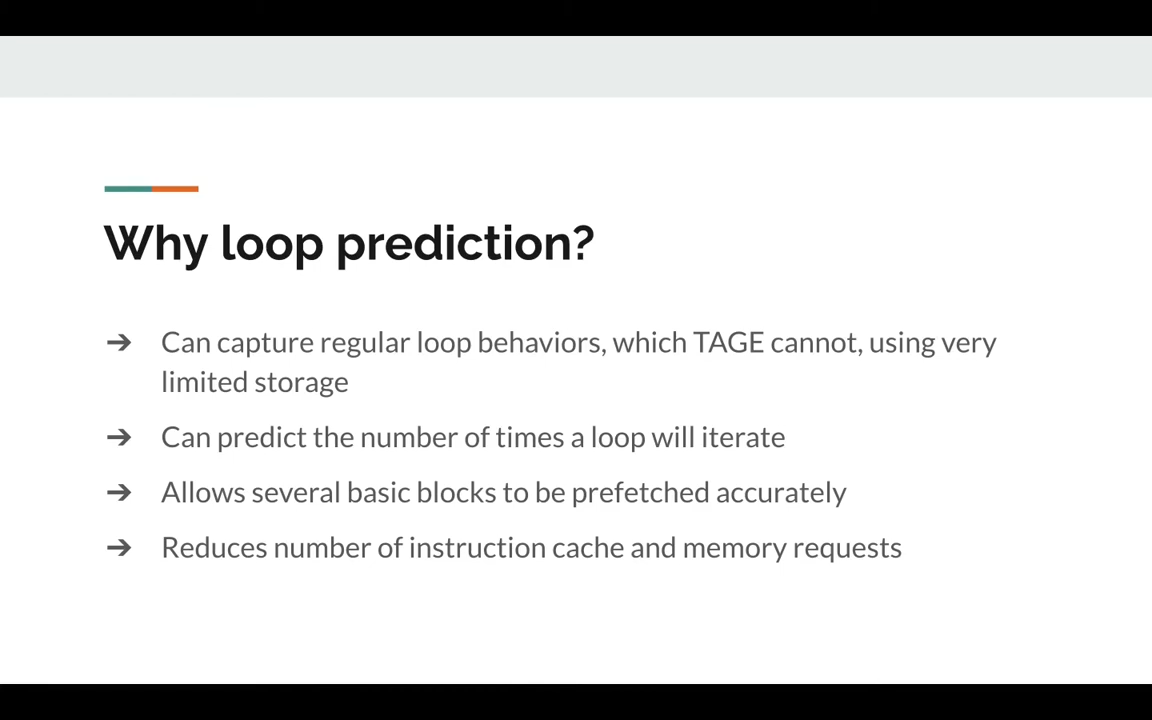 Why loop prediction?
➔ Can capture regular loop behaviors, which TAGE cannot, using very
limited storage
➔ Can predict the number of times a loop will iterate
➔ Allows several basic blocks to be prefetched accurately
➔ Reduces number of instruction cache and memory requests